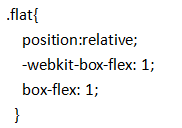 .flat{
position:relative;
-webkit-box-flex: 1;
box-flex: 1;
}